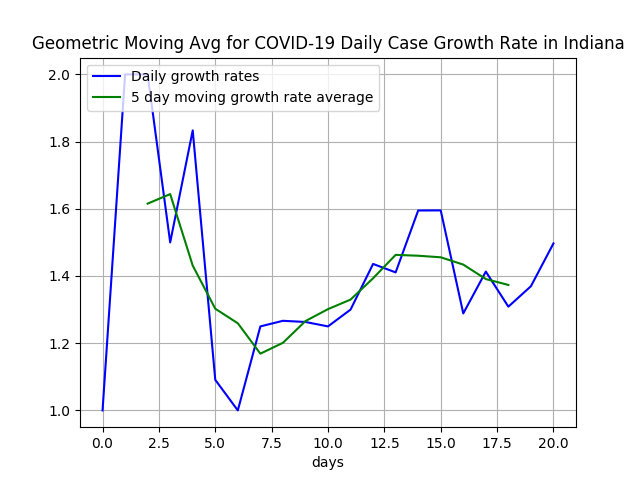 Geometric Moving Avg for COVID-19 Daily Case Growth Rate in Indiana
Daily growth rates
5 day moving growth rate average
2.0
1.8
1.6
1.4
1.2
1.0
0.0 2.5 5.0 7.5 10.0 12.5 15.0 17.5 20.0
days